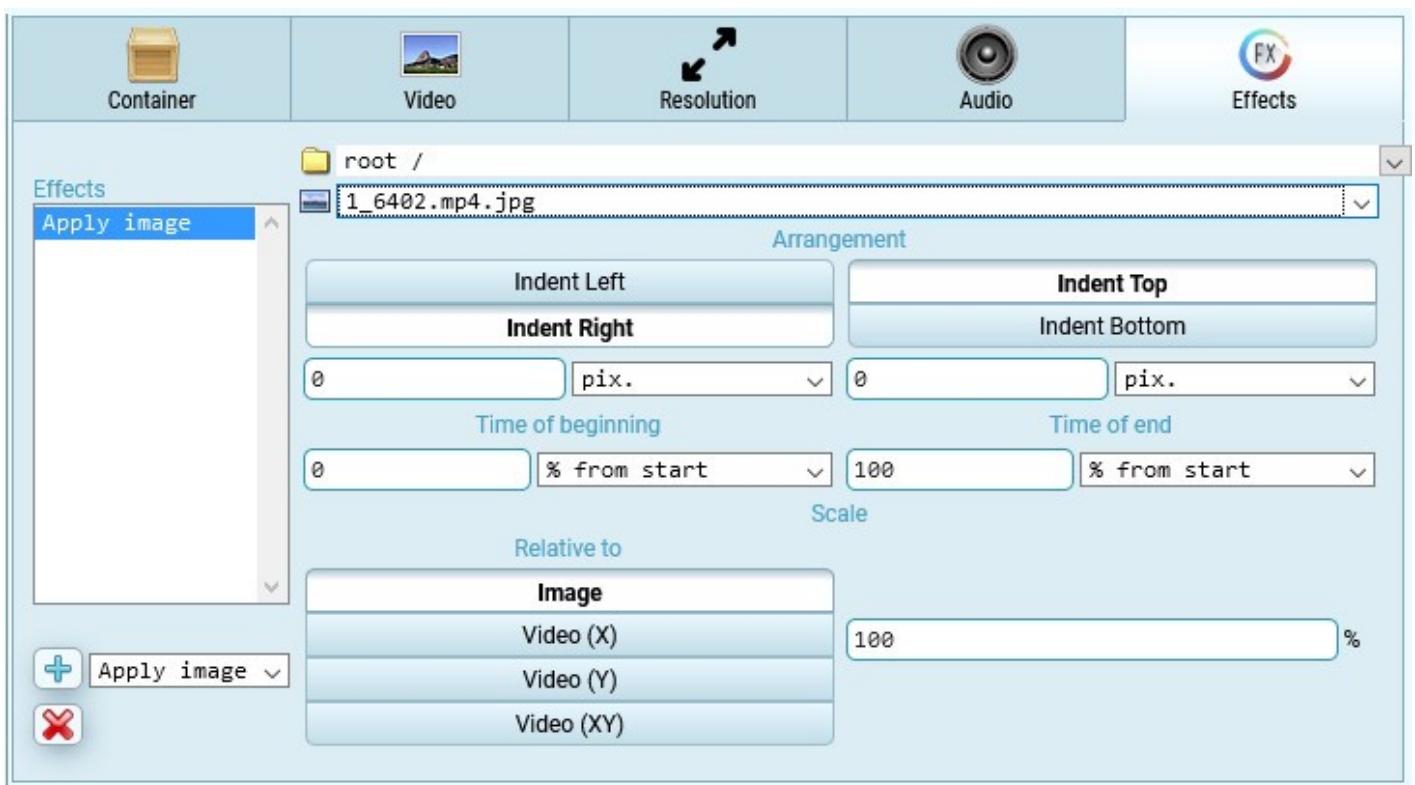 Container Video Resolution Audio FX Effects
root /
Effects
1_6402.mp4.jpg
Apply image
Arrangement
Indent Left Indent Top
Indent Right Indent Bottom
0 pix. 0 pix.
Time of beginning Time of end
0 % from start 100 % from start
Scale
Relative to
Image
Video (X)
100 %
Apply image
Video (Y)
Video (XY)